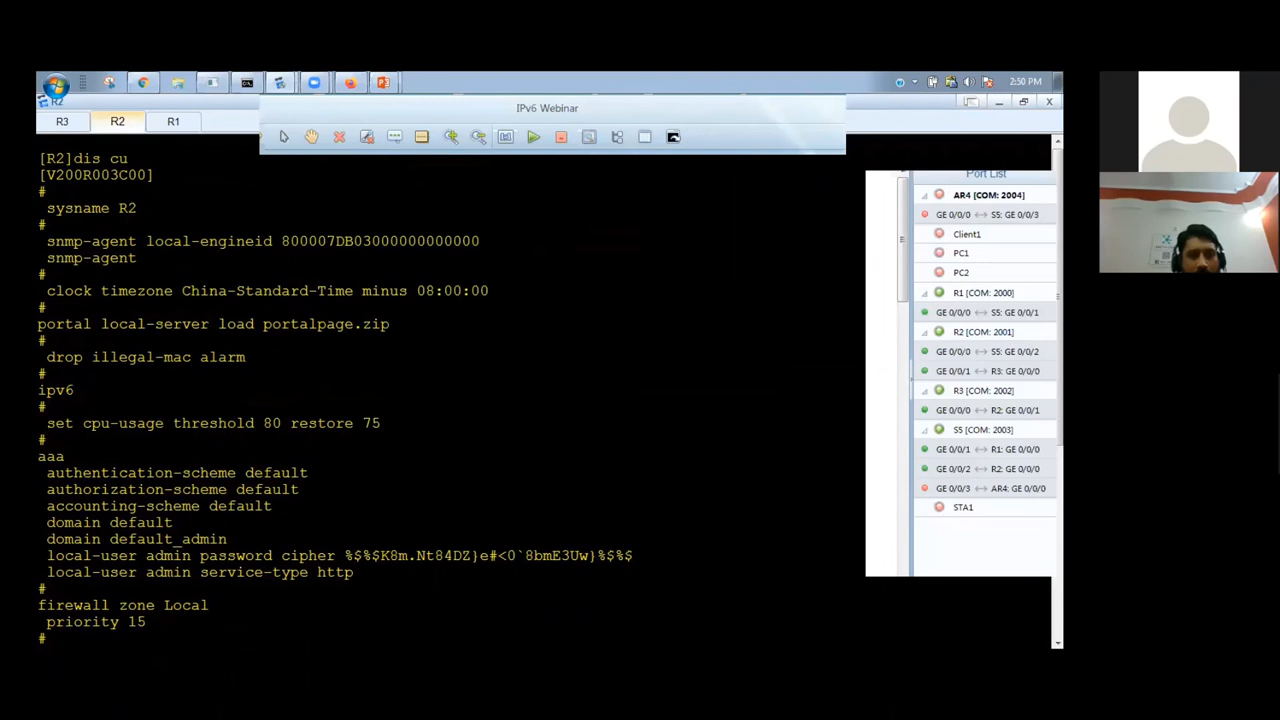 2:50 PM
R2
IPv6 Webinar
R3
R2
R1
[R2]dis cu
[V200R003C00]
#
sysname R2
#
snmp-agent local-engineid 800007DB03000000000000
snmp-agent
#
clock timezone China-Standard-Time minus 08:00:00
#
portal local-server load portalpage.zip
#
drop illegal-mac alarm
#
ipv6
#
set cpu-usage threshold 80 restore 75
#
aaa
authentication-scheme default
authorization-scheme default
accounting-scheme default
domain default
domain default_admin
local-user admin password cipher %$%$K8m.Nt84DZ}e#<0`8bmE3Uw}%$%$
local-user admin service-type http
#
firewall zone Local
priority 15
#
Port List
AR4 [COM: 2004]
GE 0/0/0 <-> S5: GE 0/0/3
Client1
PC1
PC2
R1 [COM: 2000]
GE 0/0/0 <-> S5: GE 0/0/1
R2 [COM: 2001]
GE 0/0/0 <-> S5: GE 0/0/2
GE 0/0/1 <-> R3: GE 0/0/0
R3 [COM: 2002]
GE 0/0/0 <-> R2: GE 0/0/1
S5 [COM: 2003]
GE 0/0/1 <-> R1: GE 0/0/0
GE 0/0/2 <-> R2: GE 0/0/0
GE 0/0/3 <-> AR4: GE 0/0/0
STA1